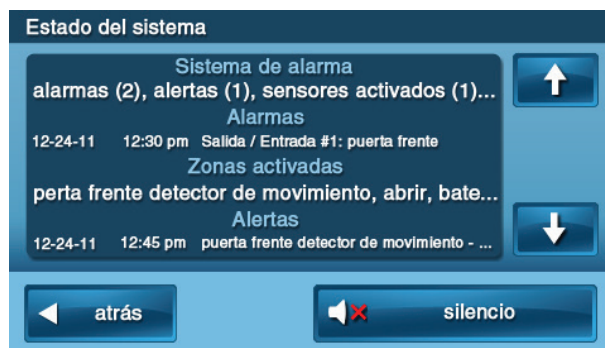 Estado del sistema
Sistema de alarma
alarmas (2), alertas (1), sensores activados (1)...
Alarmas
12-24-11 12:30 pm Salida / Entrada #1: puerta frente
Zonas activadas
perta frente detector de movimiento, abrir, bate...
Alertas
12-24-11 12:45 pm puerta frente detector de movimiento - ...
atrás
silencio